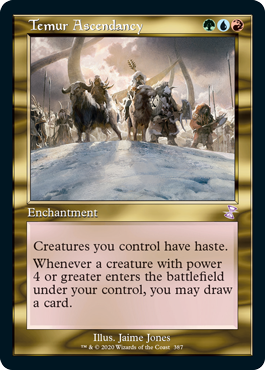 Temur Ascendancy
Enchantment
Creatures you control have haste.
Whenever a creature with power
4 or greater enters the battlefield
under your control, you may draw
a card.
Illus. Jaime Jones
™ & © 2020 Wizards of the Coast 387